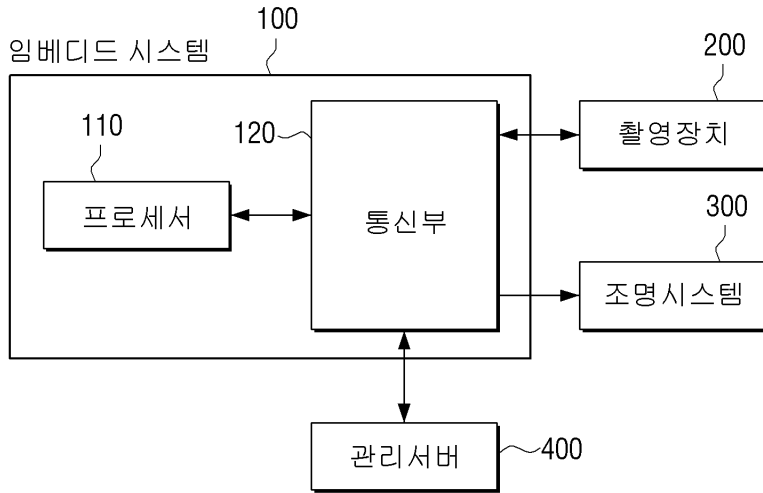 100
임베디드 시스템
200
110
120
촬영장치
프로세서
통신부
300
조명시스템
관리서버
400